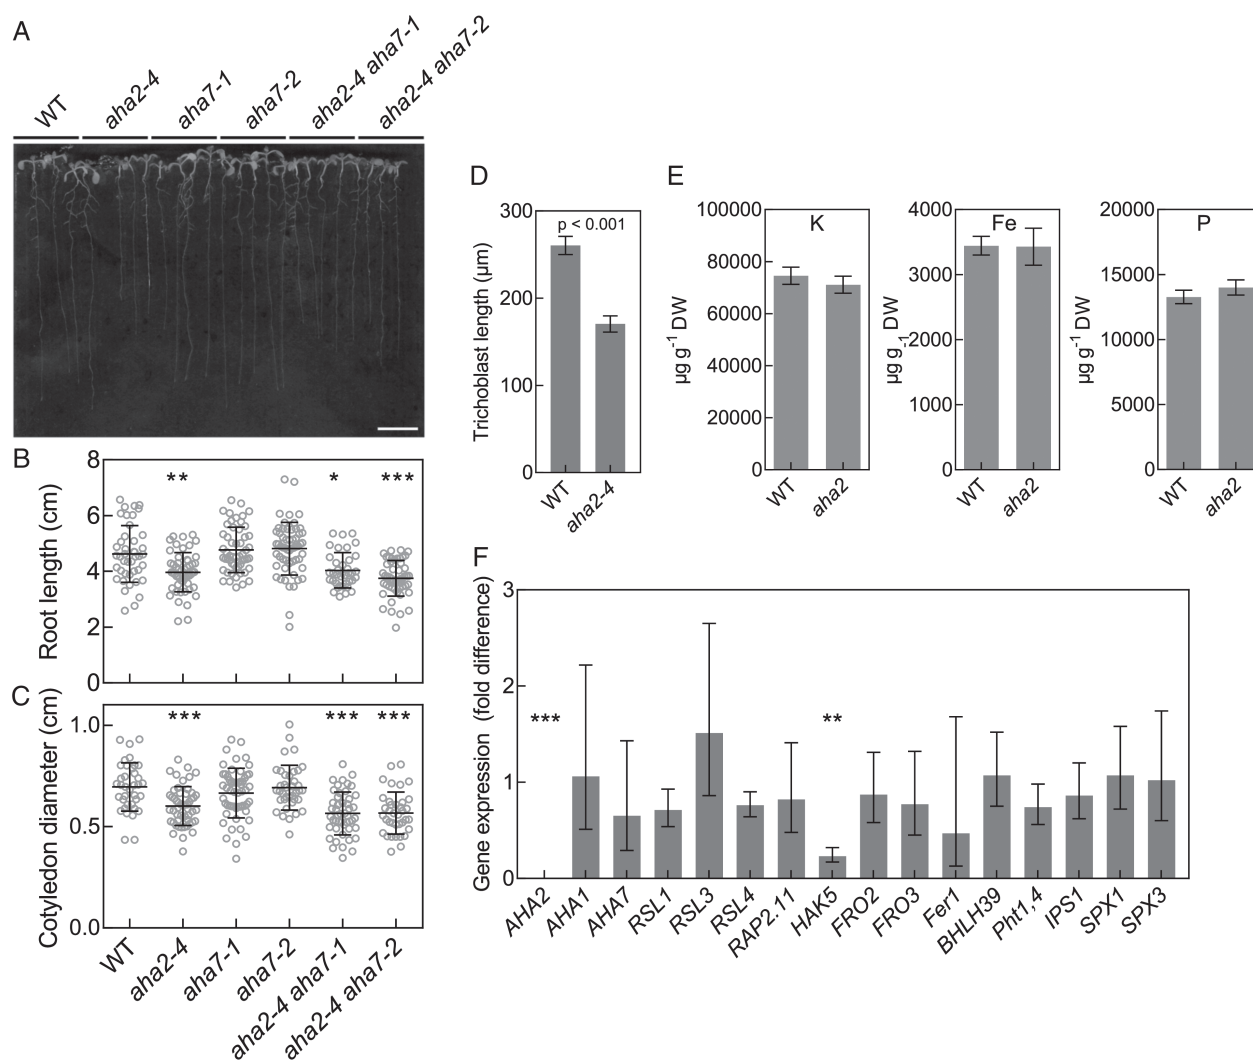 A
WT
aha2-4
aha7-1
aha7-2
aha2-4 aha7-1
aha2-4 aha7-2
B
Root length (cm)
8
6
4
2
0
**
*
***
C
Cotyledon diameter (cm)
1.0
0.5
0.0
***
***
***
WT
aha2-4
aha7-1
aha7-2
aha2-4 aha7-1
aha2-4 aha7-2
D
Trichoblast length (µm)
300
200
100
0
p < 0.001
WT
aha2-4
E
µg g-1 DW
100000
80000
60000
40000
20000
0
K
WT
aha2
µg g-1 DW
4000
3000
2000
1000
0
Fe
WT
aha2
µg g-1 DW
20000
15000
10000
5000
0
P
WT
aha2
F
Gene expression (fold difference)
3
2
1
0
***
**
AHA2
AHA1
AHA7
RSL1
RSL3
RSL4
RAP2.11
HAK5
FRO2
FRO3
Fer1
BHLH39
Pht1,4
IPS1
SPX1
SPX3